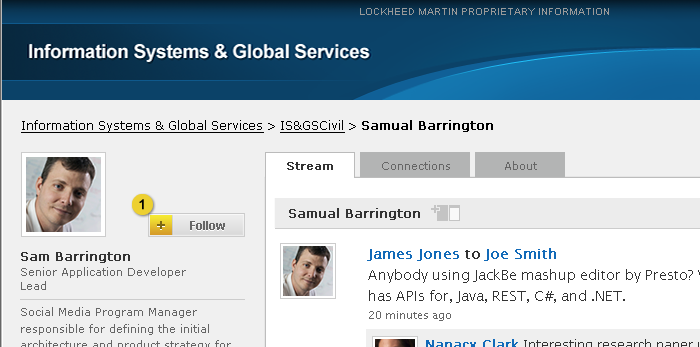 LOCKHEED MARTIN PROPRIETARY INFORMATION
Information Systems & Global Services
Information Systems & Global Services > IS&GSCivil > Samual Barrington
Stream
Connections
About
1
+ Follow
Samual Barrington
Sam Barrington
Senior Application Developer
Lead
Social Media Program Manager
responsible for defining the initial
architecture and product strategy for
James Jones to Joe Smith
Anybody using JackBe mashup editor by Presto?
has APIs for, Java, REST, C#, and .NET.
20 minutes ago
Nanacx Clark Interesting research paper